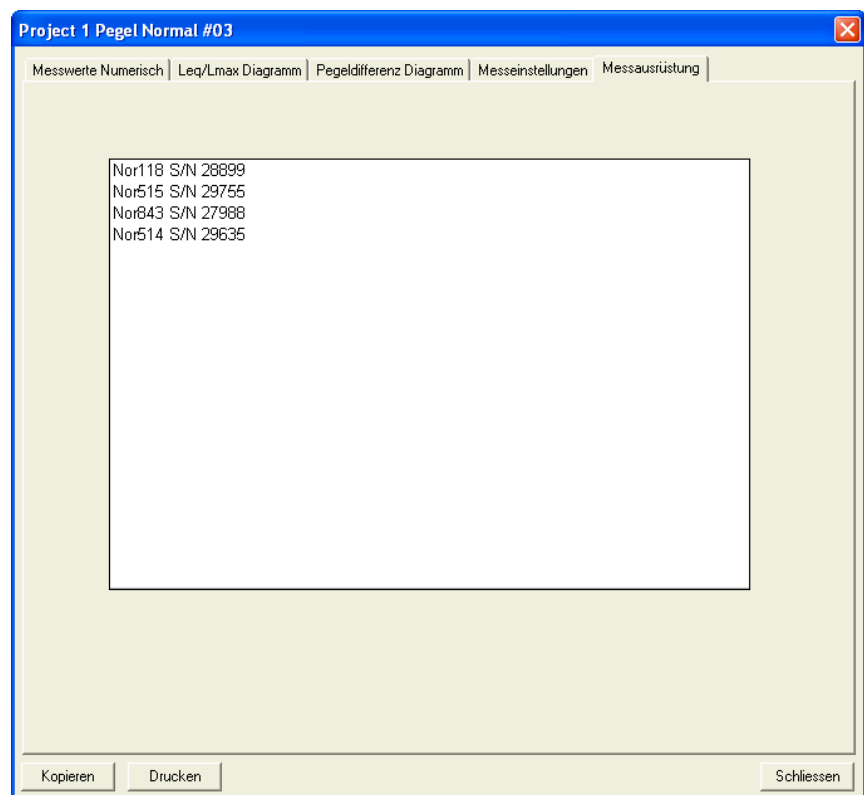 Project 1 Pegel Normal #03
Messwerte Numerisch Leq/Lmax Diagramm Pegeldifferenz Diagramm Messeinstellungen Messausrüstung
Nor118 S/N 28899
Nor515 S/N 29755
Nor843 S/N 27988
Nor514 S/N 29635
Kopieren Drucken Schliessen